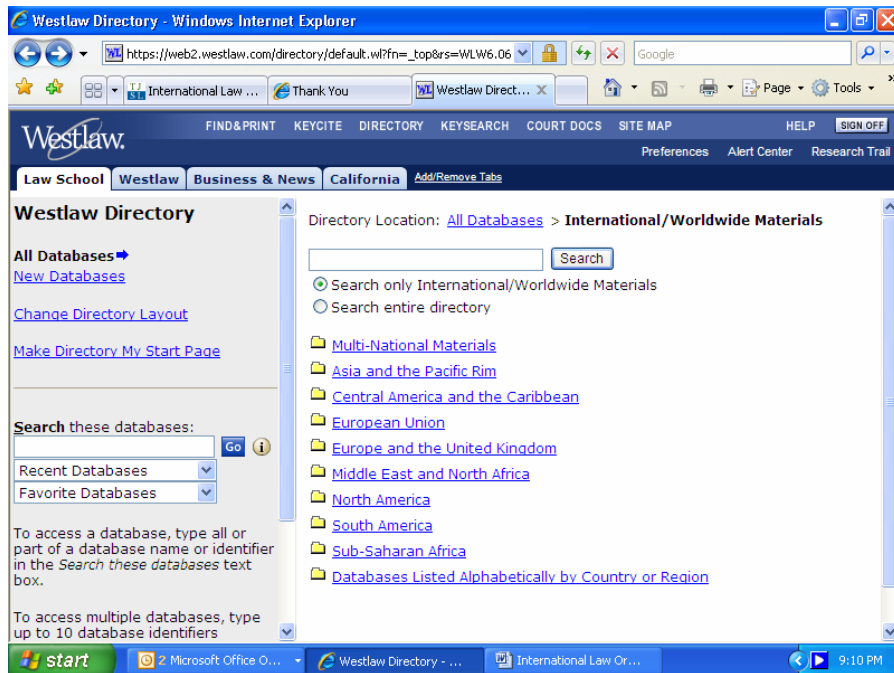 Westlaw Directory - Windows Internet Explorer
https://web2.westlaw.com/directory/default.wl?fn=_top&rs=WLW6.06
Google
International Law ...
Thank You
Westlaw Direct...
Page
Tools
Westlaw.
FIND&PRINT KEYCITE DIRECTORY KEYSEARCH COURT DOCS SITE MAP
HELP SIGN OFF
Preferences Alert Center Research Trail
Law School Westlaw Business & News California Add/Remove Tabs
Westlaw Directory
All Databases
New Databases
Change Directory Layout
Make Directory My Start Page
Search these databases:
Go
Recent Databases
Favorite Databases
To access a database, type all or
part of a database name or identifier
in the Search these databases text
box.
To access multiple databases, type
up to 10 database identifiers
Directory Location: All Databases > International/Worldwide Materials
Search
Search only International/Worldwide Materials
Search entire directory
Multi-National Materials
Asia and the Pacific Rim
Central America and the Caribbean
European Union
Europe and the United Kingdom
Middle East and North Africa
North America
South America
Sub-Saharan Africa
Databases Listed Alphabetically by Country or Region
start
2 Microsoft Office O...
Westlaw Directory - ...
International Law Or...
9:10 PM